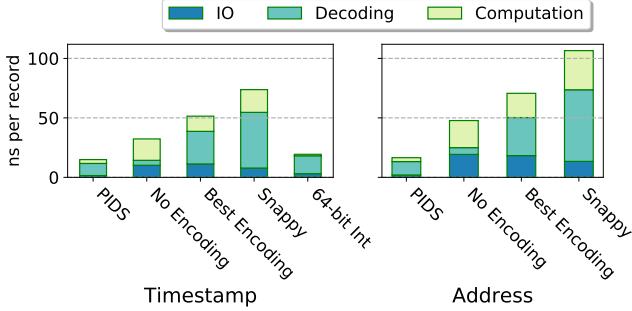 IO Decoding Computation
ns per record
100
50
0
PIDS
No Encoding
Best Encoding
Snappy
64-bit Int
Timestamp
PIDS
No Encoding
Best Encoding
Snappy
Address